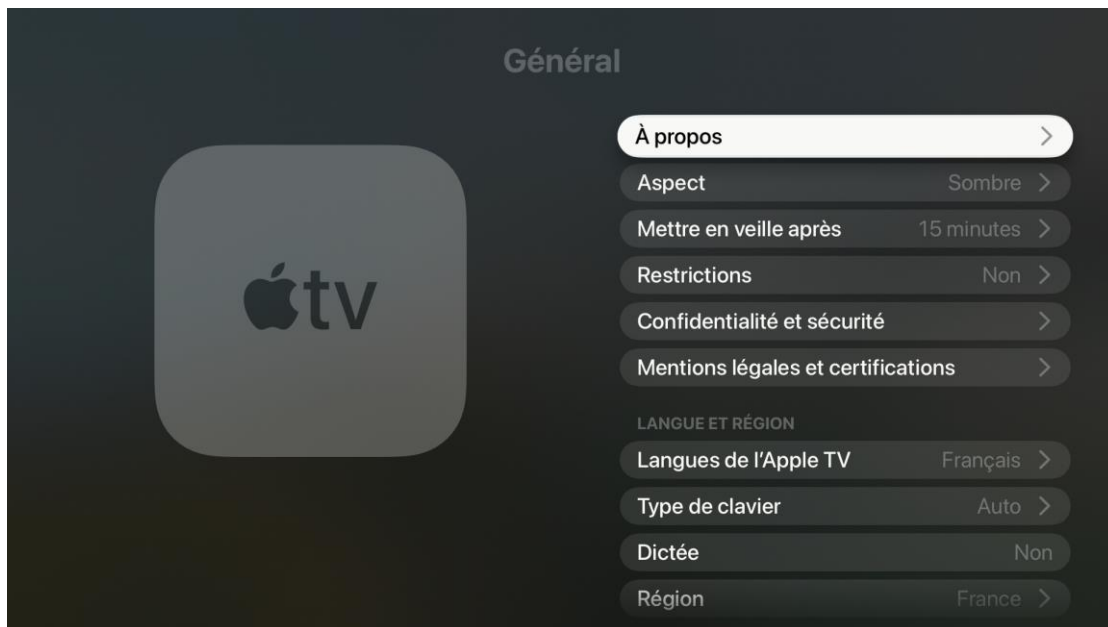 Général
tv
À propos
Aspect Sombre
Mettre en veille après 15 minutes
Restrictions Non
Confidentialité et sécurité
Mentions légales et certifications
LANGUE ET RÉGION
Langues de l’Apple TV Français
Type de clavier Auto
Dictée Non
Région France